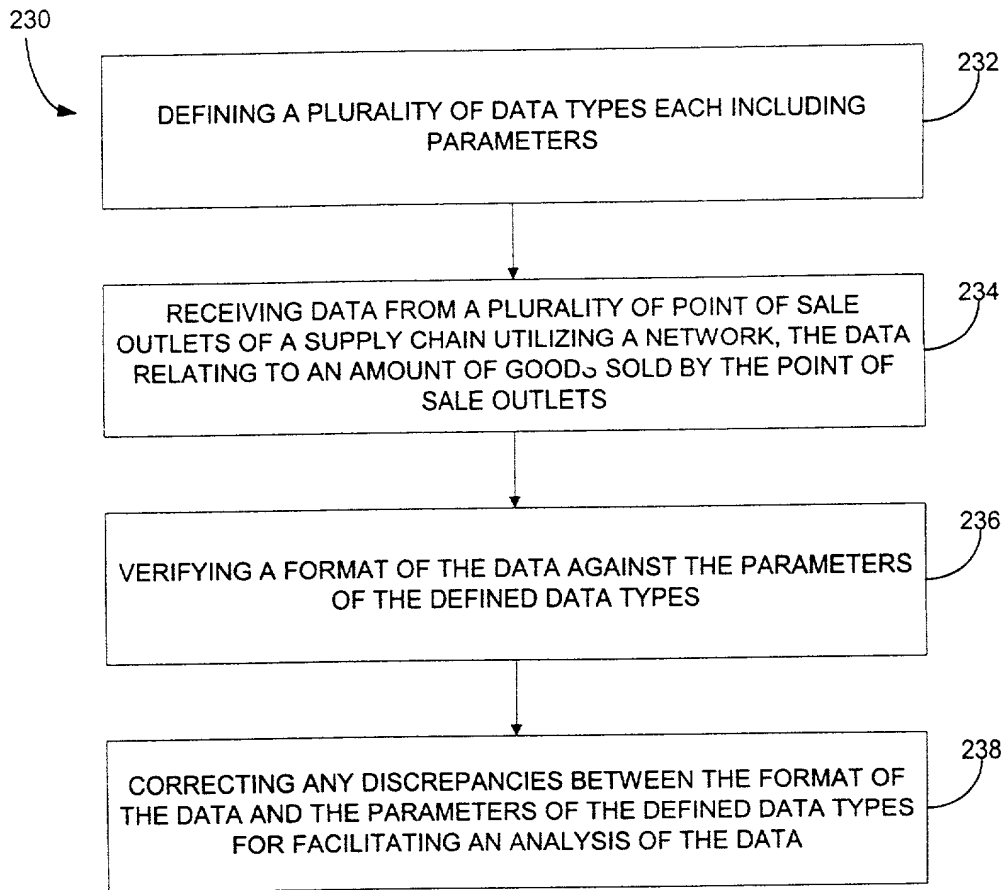 230
232
DEFINING A PLURALITY OF DATA TYPES EACH INCLUDING
PARAMETERS
234
RECEIVING DATA FROM A PLURALITY OF POINT OF SALE
OUTLETS OF A SUPPLY CHAIN UTILIZING A NETWORK, THE DATA
RELATING TO AN AMOUNT OF GOODS SOLD BY THE POINT OF
SALE OUTLETS
236
VERIFYING A FORMAT OF THE DATA AGAINST THE PARAMETERS
OF THE DEFINED DATA TYPES
238
CORRECTING ANY DISCREPANCIES BETWEEN THE FORMAT OF
THE DATA AND THE PARAMETERS OF THE DEFINED DATA TYPES
FOR FACILITATING AN ANALYSIS OF THE DATA